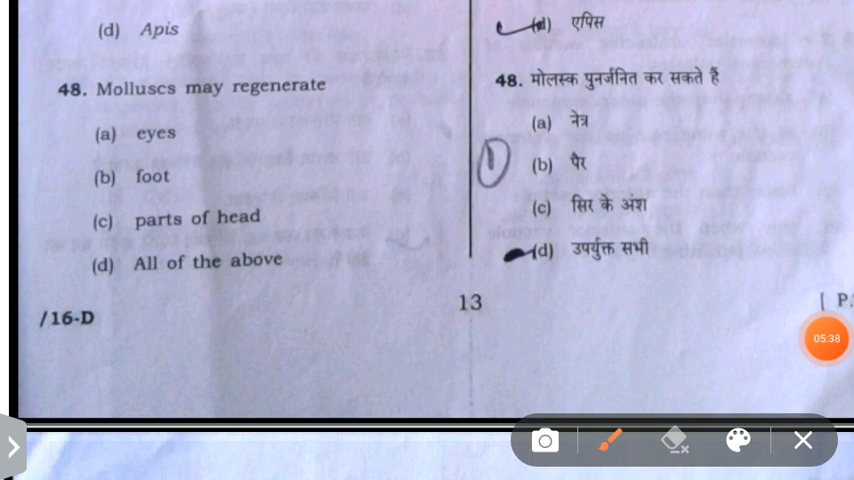 (d) Apis
48. Molluscs may regenerate
(a) eyes
(b) foot
(c) parts of head
(d) All of the above
/16-D
(d) एपिस
48. मोलस्क पुनर्जनित कर सकते हैं
(a) नेत्र
(b) पैर
(c) सिर के अंश
(d) उपर्युक्त सभी
13
[ P.
05:38